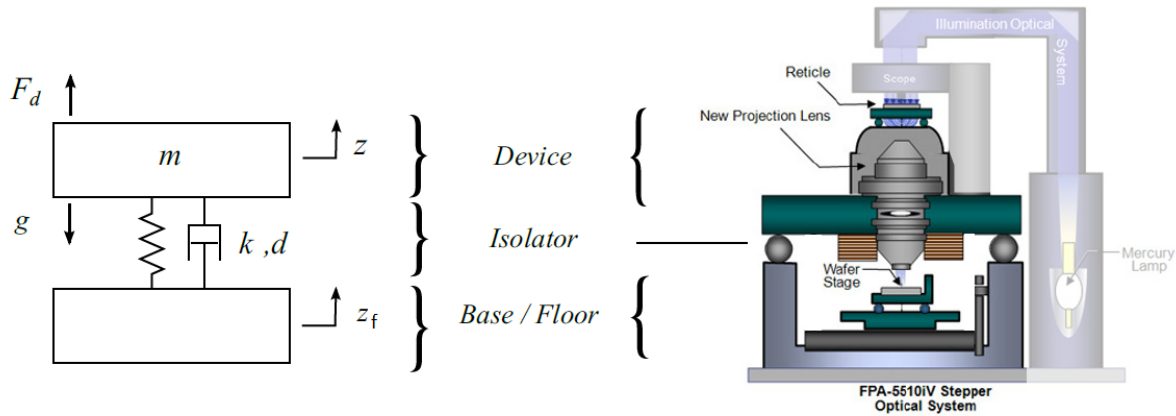 F_d
m
z
g
k ,d
z_f
Device
Isolator
Base / Floor
Illumination Optical
System
Scope
Reticle
New Projection Lens
Wafer
Stage
Mercury
Lamp
FPA-5510iV Stepper
Optical System